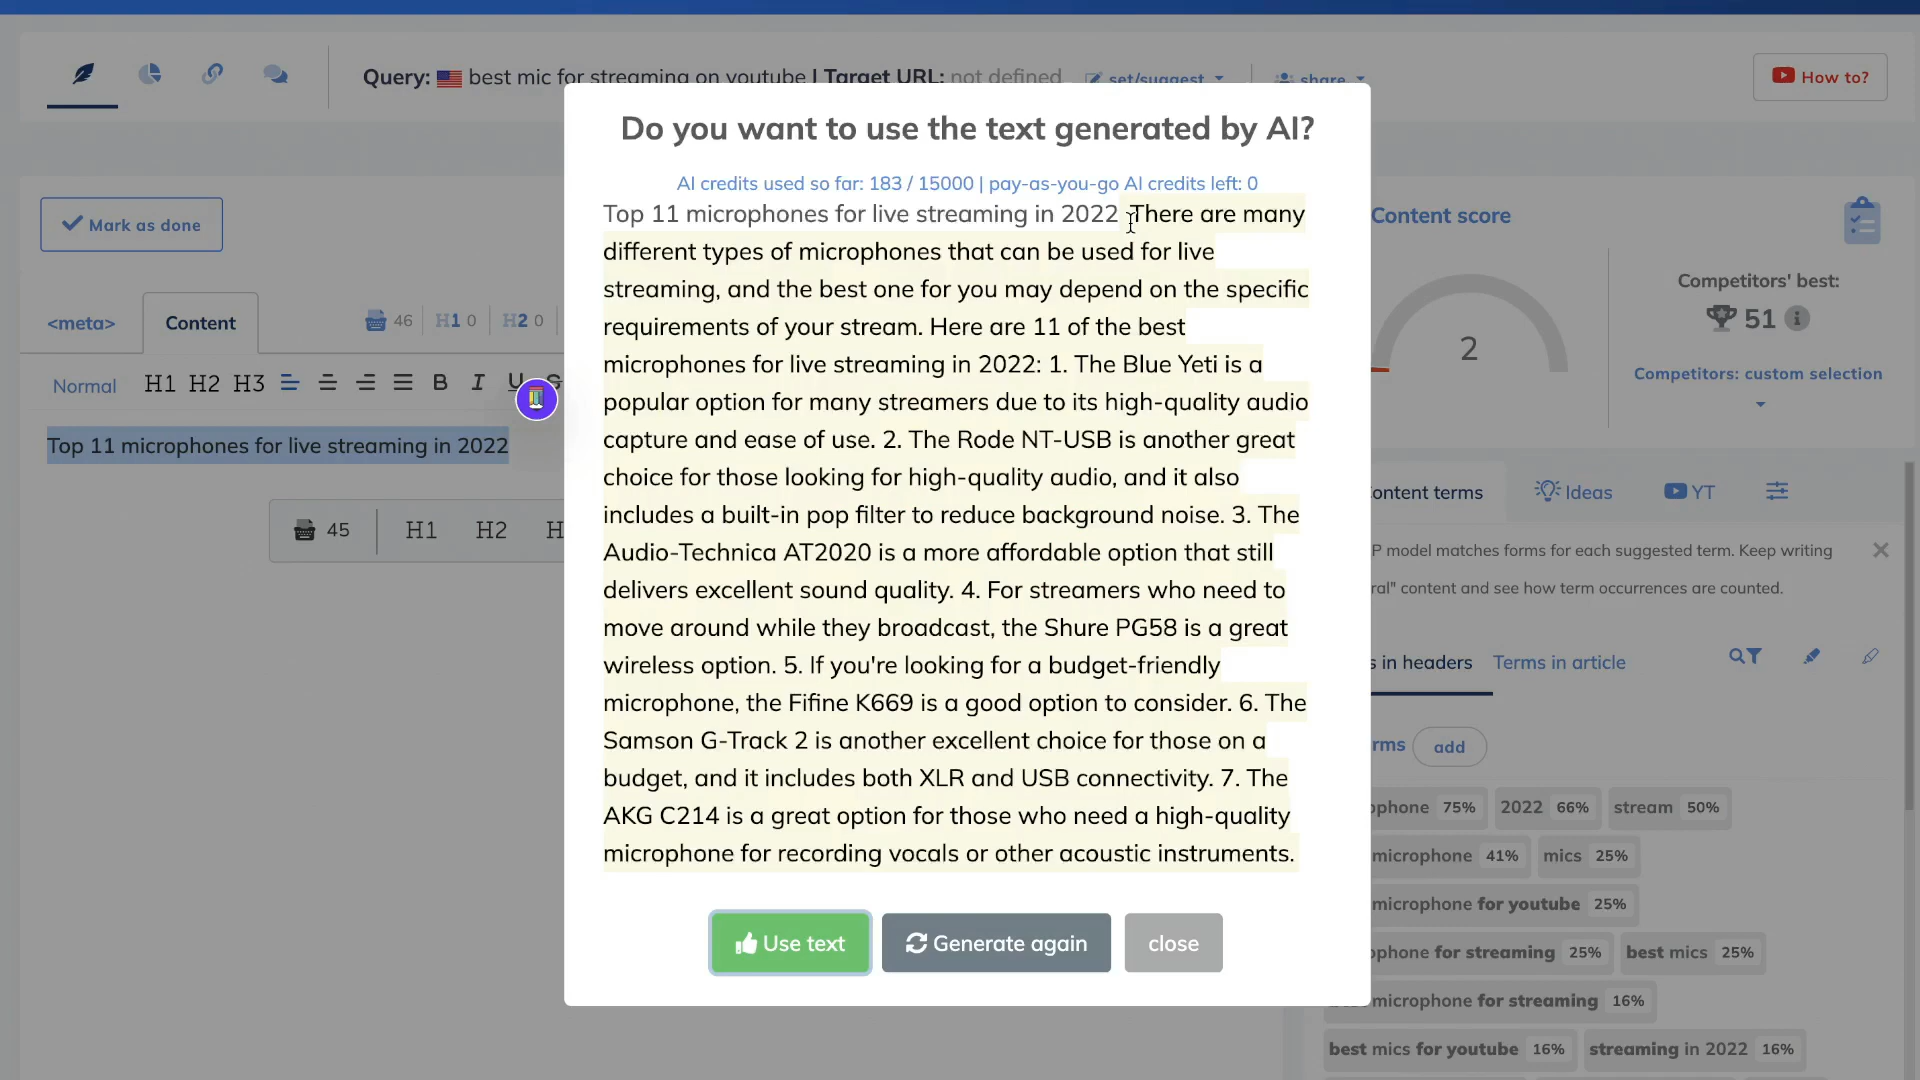 Query: best mic for streaming on youtube | Target URL: not defined
set/suggest
share
How to?
Mark as done
<meta>
Content
46
H1 0
H2 0
Normal
H1 H2 H3
B I U S
Top 11 microphones for live streaming in 2022
45
H1
H2
H
Do you want to use the text generated by AI?
AI credits used so far: 183 / 15000 | pay-as-you-go AI credits left: 0
Top 11 microphones for live streaming in 2022 There are many
different types of microphones that can be used for live
streaming, and the best one for you may depend on the specific
requirements of your stream. Here are 11 of the best
microphones for live streaming in 2022: 1. The Blue Yeti is a
popular option for many streamers due to its high-quality audio
capture and ease of use. 2. The Rode NT-USB is another great
choice for those looking for high-quality audio, and it also
includes a built-in pop filter to reduce background noise. 3. The
Audio-Technica AT2020 is a more affordable option that still
delivers excellent sound quality. 4. For streamers who need to
move around while they broadcast, the Shure PG58 is a great
wireless option. 5. If you're looking for a budget-friendly
microphone, the Fifine K669 is a good option to consider. 6. The
Samson G-Track 2 is another excellent choice for those on a
budget, and it includes both XLR and USB connectivity. 7. The
AKG C214 is a great option for those who need a high-quality
microphone for recording vocals or other acoustic instruments.
Use text
Generate again
close
Content score
2
Competitors' best:
51
Competitors: custom selection
ontent terms
Ideas
YT
P model matches forms for each suggested term. Keep writing
ral" content and see how term occurrences are counted.
s in headers
Terms in article
rms
add
phone 75%
2022 66%
stream 50%
microphone 41%
mics 25%
microphone for youtube 25%
phone for streaming 25%
best mics 25%
microphone for streaming 16%
best mics for youtube 16%
streaming in 2022 16%